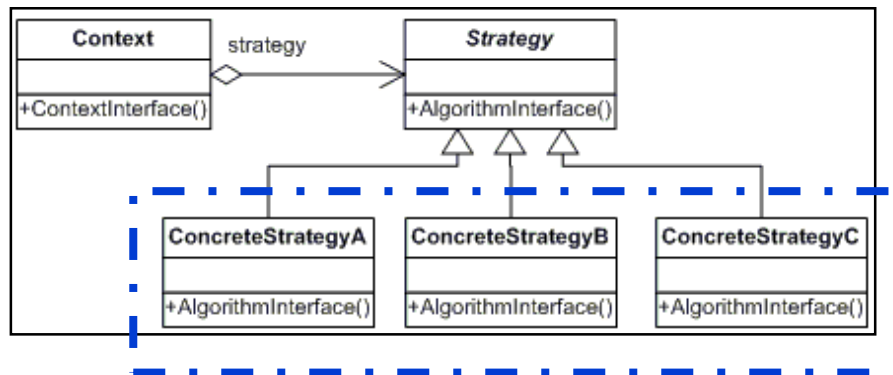 Context
strategy
Strategy
+ContextInterface()
+AlgorithmInterface()
ConcreteStrategyA
ConcreteStrategyB
ConcreteStrategyC
+AlgorithmInterface()
+AlgorithmInterface()
+AlgorithmInterface()